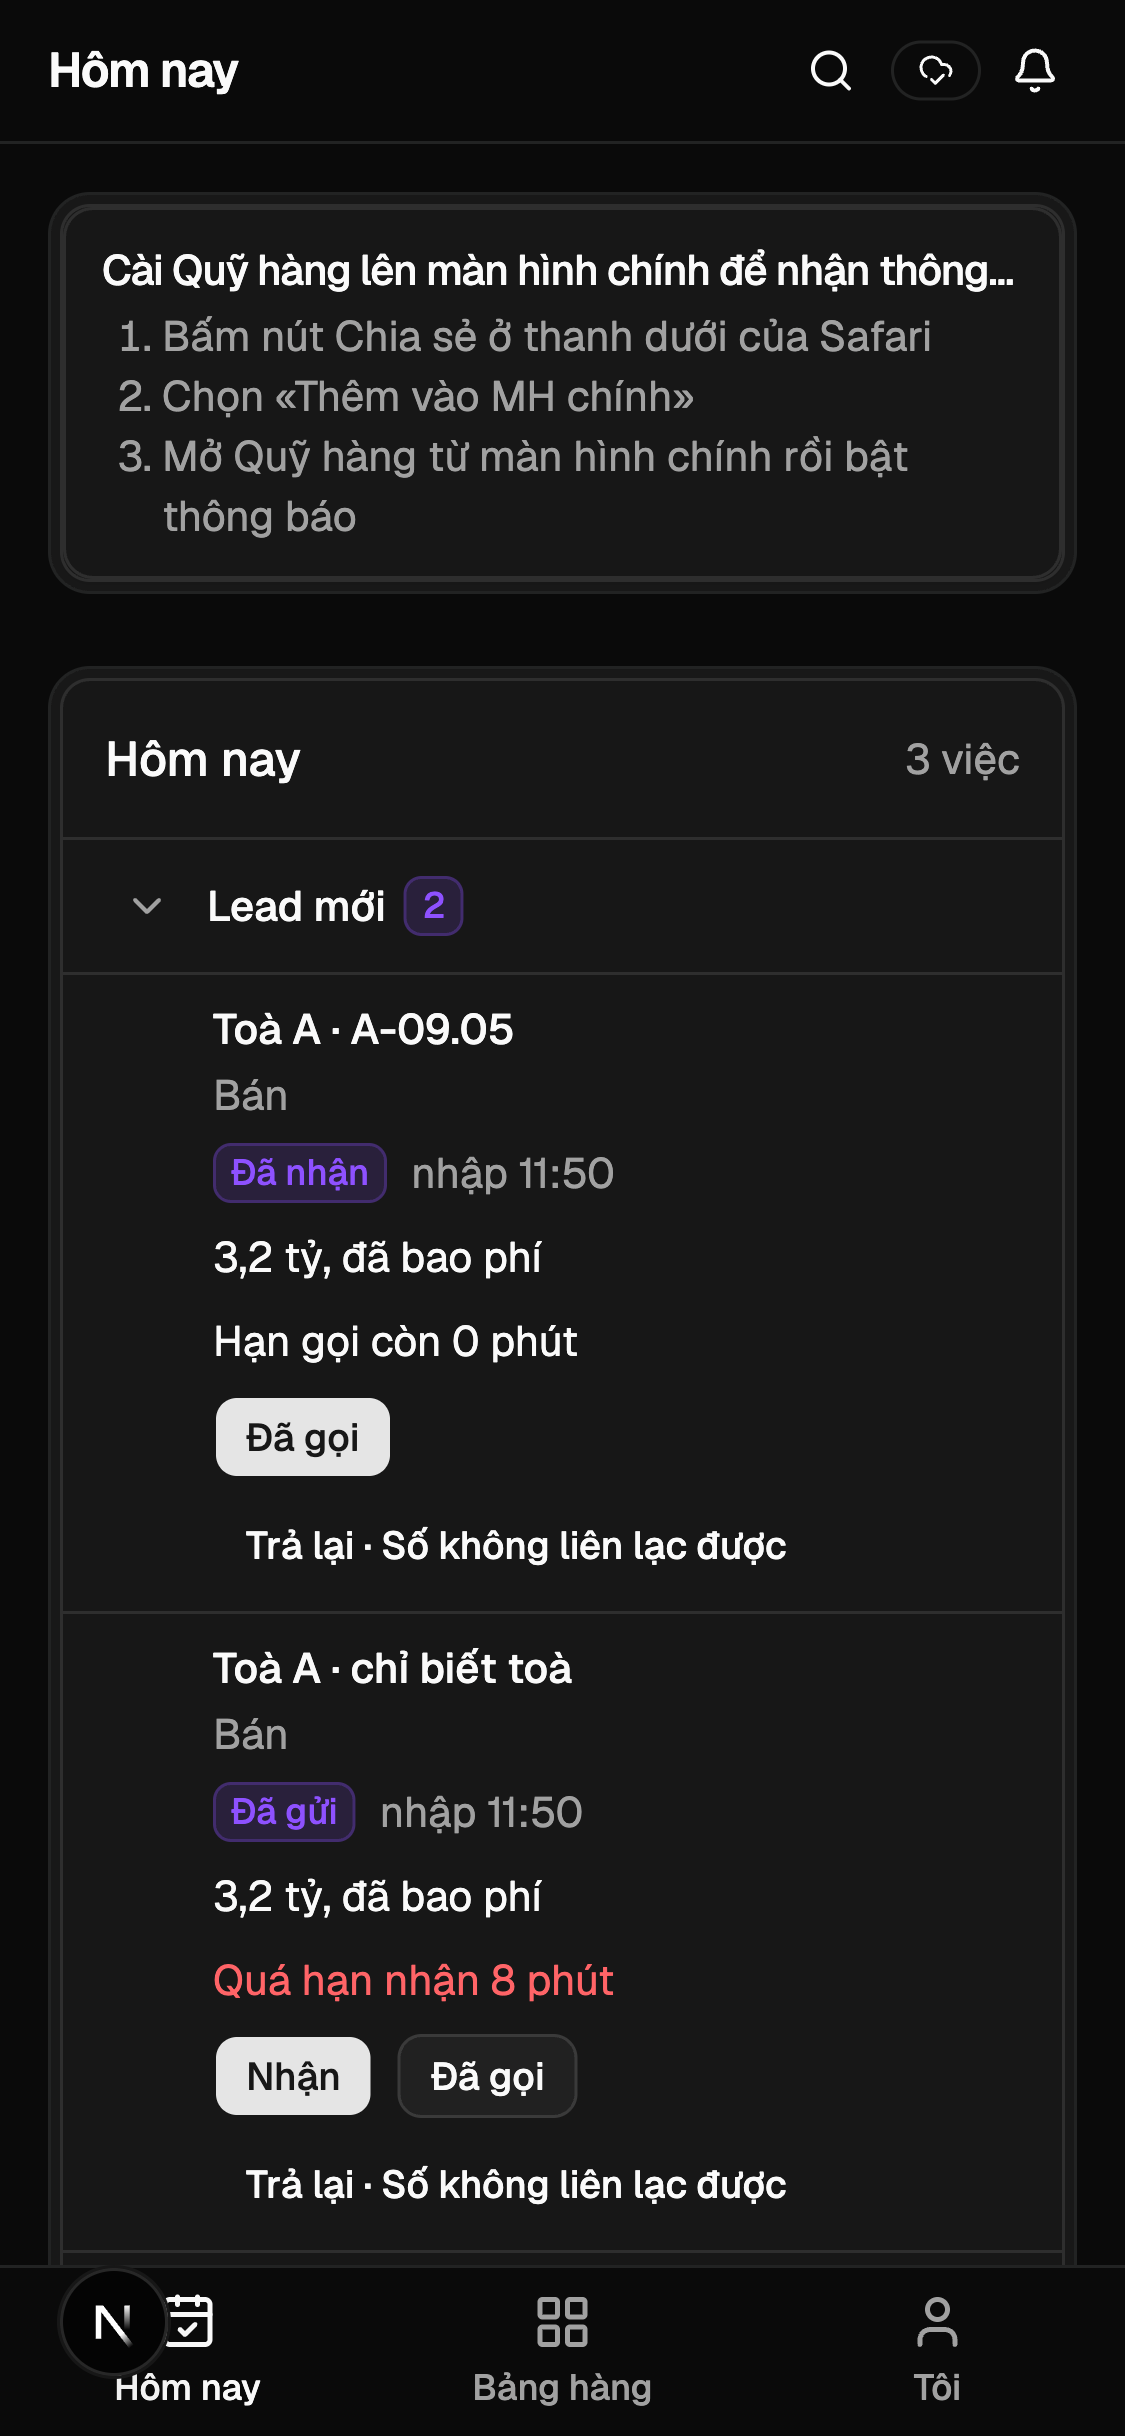 Hôm nay
Cài Quỹ hàng lên màn hình chính để nhận thông...
1. Bấm nút Chia sẻ ở thanh dưới của Safari
2. Chọn «Thêm vào MH chính»
3. Mở Quỹ hàng từ màn hình chính rồi bật
thông báo
Hôm nay
3 việc
Lead mới 2
Toà A · A-09.05
Bán
Đã nhận nhập 11:50
3,2 tỷ, đã bao phí
Hạn gọi còn 0 phút
Đã gọi
Trả lại · Số không liên lạc được
Toà A · chỉ biết toà
Bán
Đã gửi nhập 11:50
3,2 tỷ, đã bao phí
Quá hạn nhận 8 phút
Nhận Đã gọi
Trả lại · Số không liên lạc được
N
Hôm nay Bảng hàng Tôi